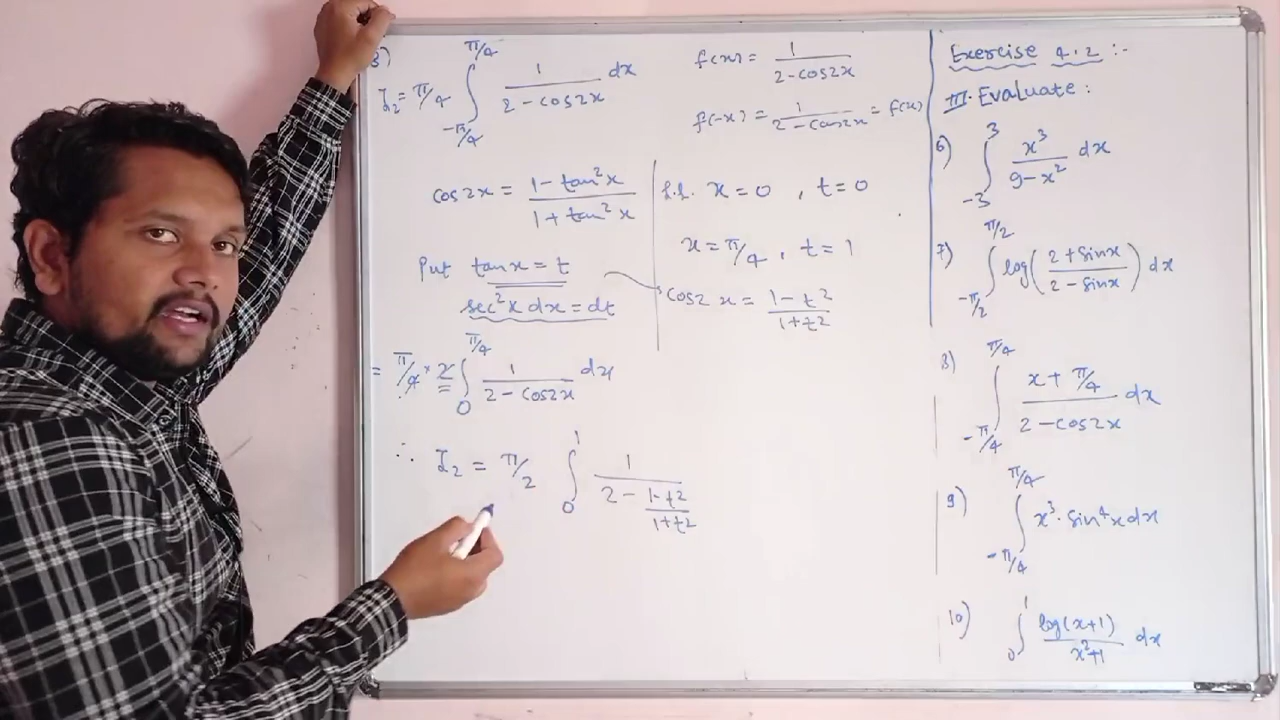 8)
I₂ = π/4 ∫_{-π/4}^{π/4} 1/(2 - cos2x) dx
f(x) = 1/(2-cos2x)
f(-x) = 1/(2-cos2x) = f(x)
cos2x = (1 - tan²x)/(1 + tan²x)
Put tanx = t
sec²x dx = dt
x = 0 , t = 0
x = π/4 , t = 1
cos2x = (1 - t²)/(1+t²)
= π/4 × 2 ∫_{0}^{π/4} 1/(2 - cos2x) dx
∴ I₂ = π/2 ∫_{0}^{1} 1/(2 - (1-t²)/(1+t²))
Exercise 4.2 :-
III. Evaluate :
6) ∫_{-3}^{3} x³/(9-x²) dx
7) ∫_{-π/2}^{π/2} log((2+sinx)/(2-sinx)) dx
8) ∫_{-π/4}^{π/4} (x + π/4)/(2-cos2x) dx
9) ∫_{-π/4}^{π/4} x³·sin⁴x dx
10) ∫_{0}^{1} log(x+1)/(x²+1) dx